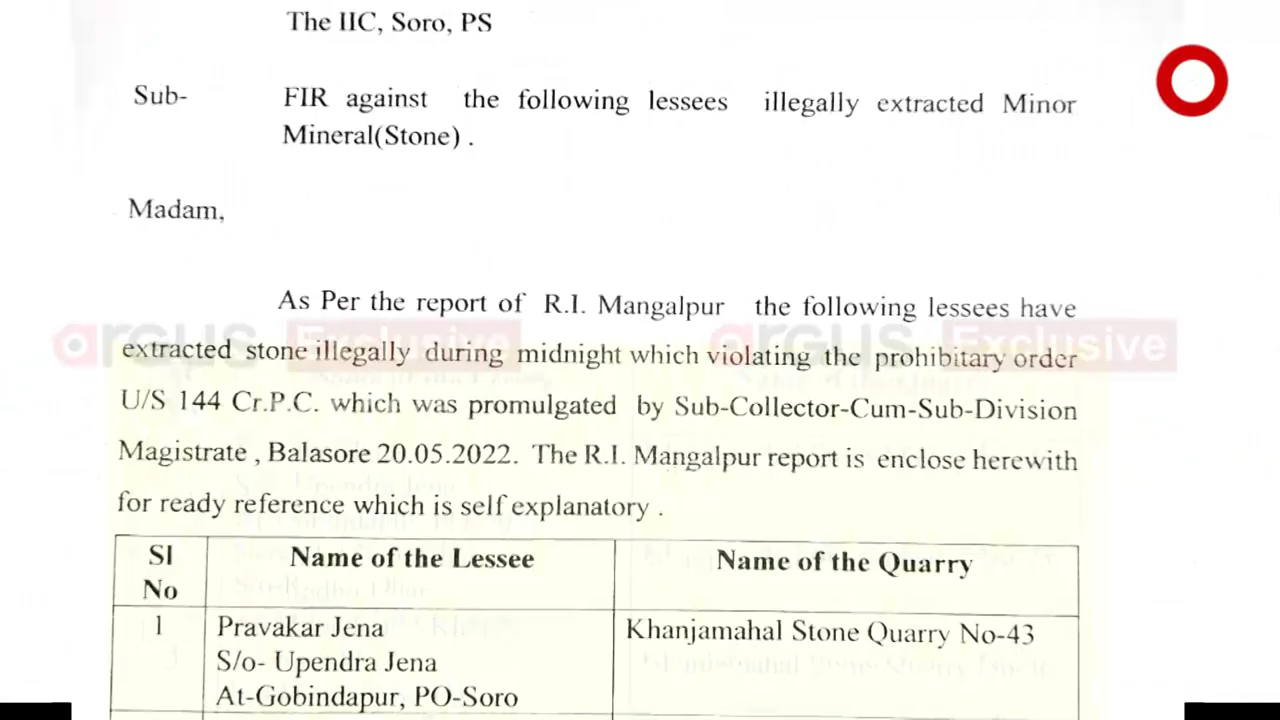 The IIC, Soro, PS
Sub- FIR against the following lessees illegally extracted Minor
Mineral(Stone) .
Madam,
As Per the report of R.I. Mangalpur the following lessees have
argus Exclusive argus Exclusive
extracted stone illegally during midnight which violating the prohibitary order
U/S 144 Cr.P.C. which was promulgated by Sub-Collector-Cum-Sub-Division
Magistrate , Balasore 20.05.2022. The R.I. Mangalpur report is enclose herewith
for ready reference which is self explanatory .
Sl Name of the Lessee Name of the Quarry
No
1 Pravakar Jena Khanjamahal Stone Quarry No-43
S/o- Upendra Jena
At-Gobindapur, PO-Soro